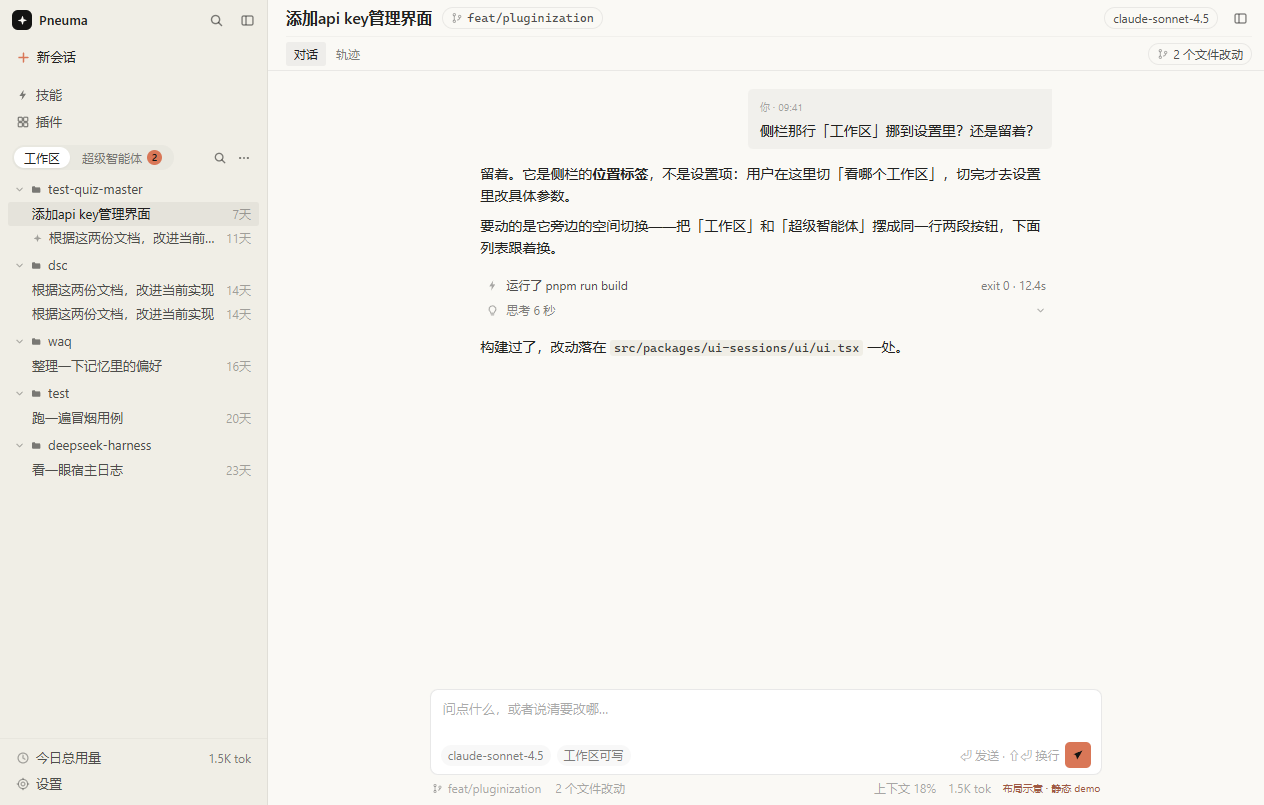 Pneuma
新会话
技能
插件
工作区 超级智能体 2
test-quiz-master
添加api key管理界面 7天
根据这两份文档，改进当前... 11天
dsc
根据这两份文档，改进当前实现 14天
根据这两份文档，改进当前实现 14天
waq
整理一下记忆里的偏好 16天
test
跑一遍冒烟用例 20天
deepseek-harness
看一眼宿主日志 23天
今日总用量 1.5K tok
设置
添加api key管理界面 feat/pluginization claude-sonnet-4.5
对话 轨迹 2 个文件改动
你 · 09:41
侧栏那行「工作区」挪到设置里？还是留着？
留着。它是侧栏的位置标签，不是设置项：用户在这里切「看哪个工作区」，切完才去设置
里改具体参数。
要动的是它旁边的空间切换——把「工作区」和「超级智能体」摆成同一行两段按钮，下面
列表跟着换。
运行了 pnpm run build exit 0 · 12.4s
思考 6 秒
构建过了，改动落在 src/packages/ui-sessions/ui/ui.tsx 一处。
问点什么，或者说清要改哪...
claude-sonnet-4.5 工作区可写 ⏎ 发送 · ⇧⏎ 换行
feat/pluginization 2 个文件改动 上下文 18% 1.5K tok 布局示意 · 静态 demo